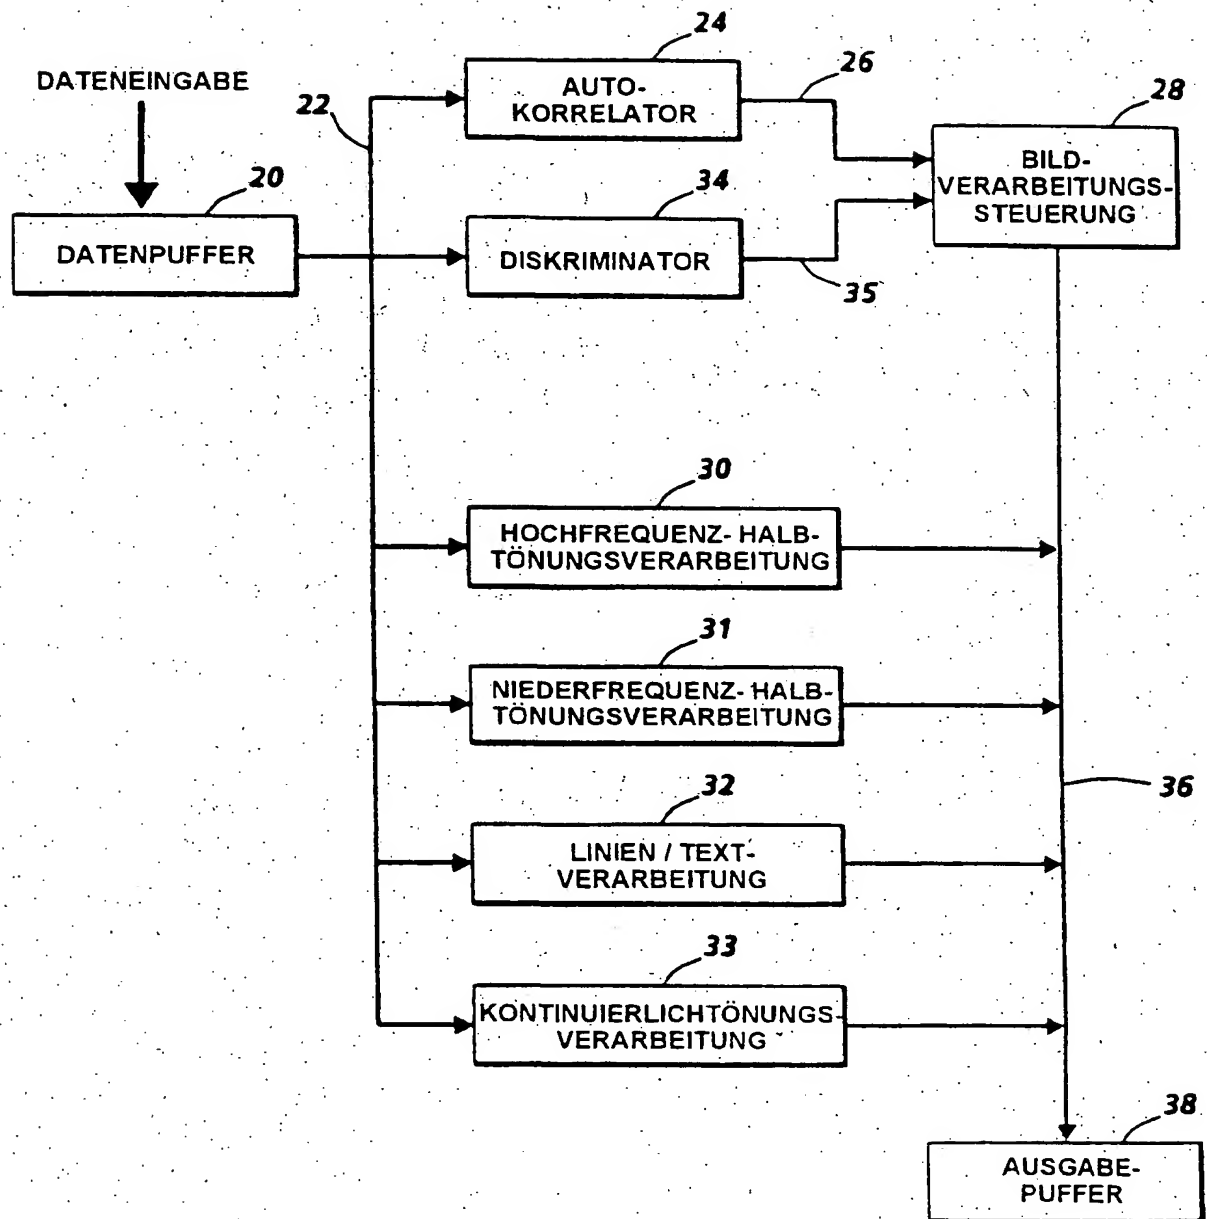 24
DATENEINGABE
22
AUTO-
KORRELATOR
26
28
20
34
BILD-
VERARBEITUNGS-
STEUERUNG
DATENPUFFER
DISKRIMINATOR
35
30
HOCHFREQUENZ- HALB-
TÖNUNGSVERARBEITUNG
31
NIEDERFREQUENZ- HALB-
TÖNUNGSVERARBEITUNG
36
32
LINIEN / TEXT-
VERARBEITUNG
33
KONTINUIERLICHTÖNUNGS-
VERARBEITUNG
38
AUSGABE-
PUFFER